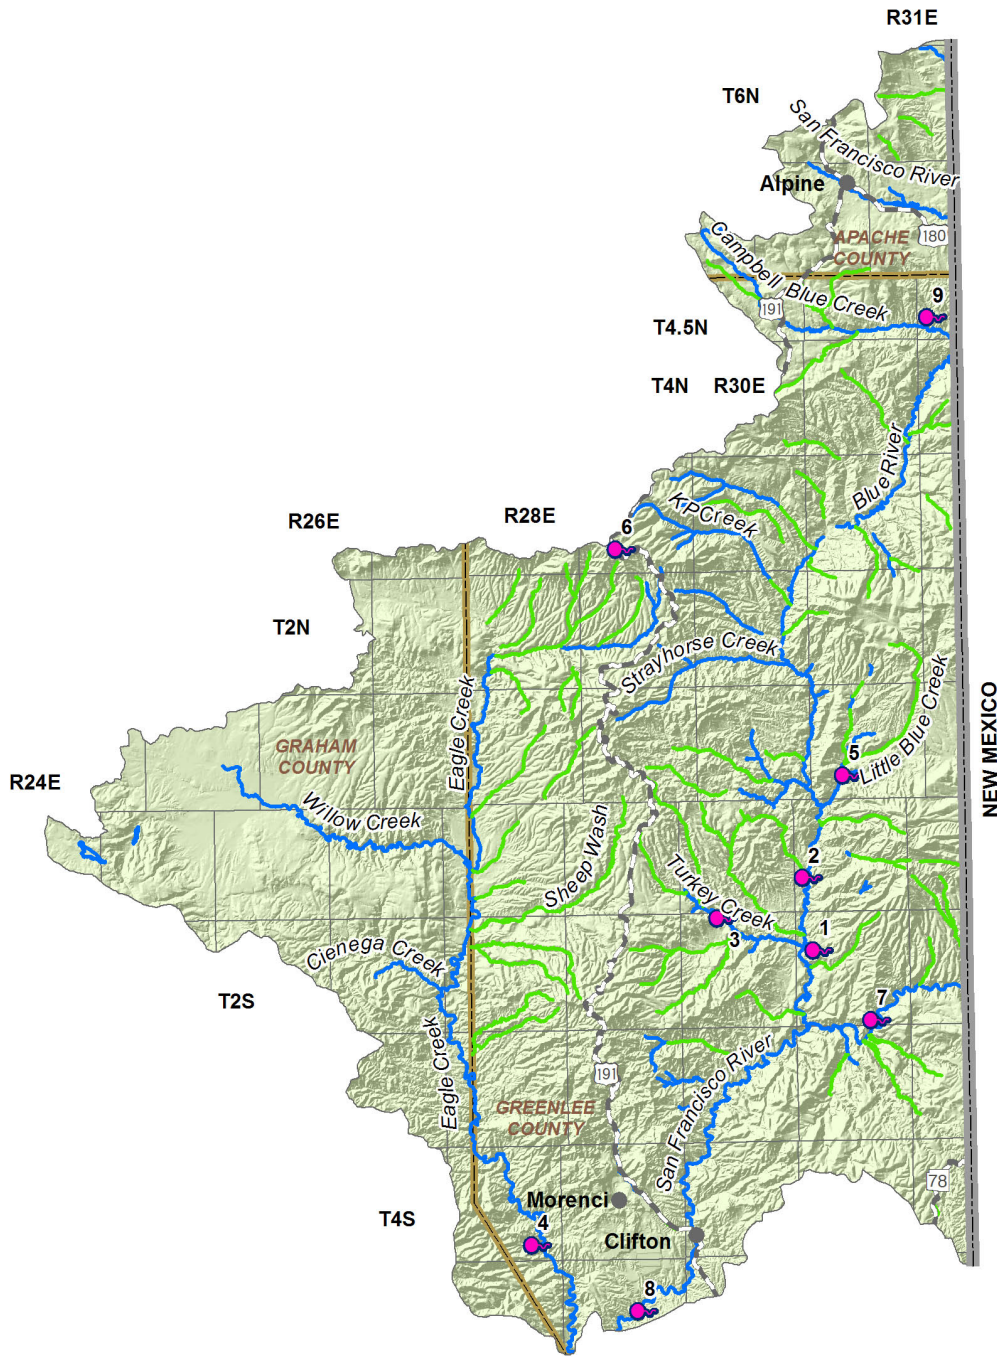 R31E
T6N
San Francisco River
Alpine
180
APACHE
COUNTY
Campbell Blue Creek
9
191
T4.5N
T4N
R30E
Blue River
KP Creek
R28E
R26E
6
T2N
Strayhorse Creek
Eagle Creek
Little Blue Creek
NEW MEXICO
GRAHAM
COUNTY
5
R24E
Willow Creek
Sheep Wash
2
Turkey Creek
3
1
Cienega Creek
T2S
7
Eagle Creek
San Francisco River
191
GREENLEE
COUNTY
78
Morenci
T4S
4
Clifton
8